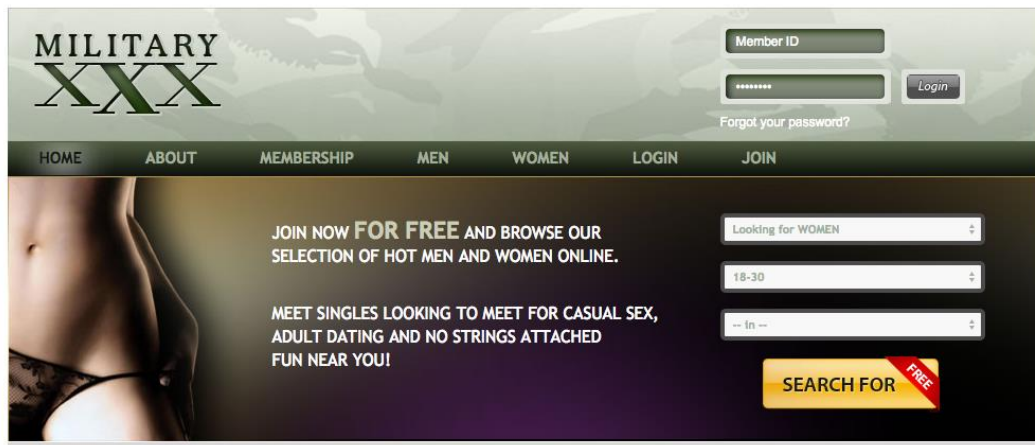 MILITARY
XXX
Member ID
••••••••
Login
Forgot your password?
HOME ABOUT MEMBERSHIP MEN WOMEN LOGIN JOIN
JOIN NOW FOR FREE AND BROWSE OUR
SELECTION OF HOT MEN AND WOMEN ONLINE.
MEET SINGLES LOOKING TO MEET FOR CASUAL SEX,
ADULT DATING AND NO STRINGS ATTACHED
FUN NEAR YOU!
Looking for WOMEN
18-30
-- in --
SEARCH FOR
FREE